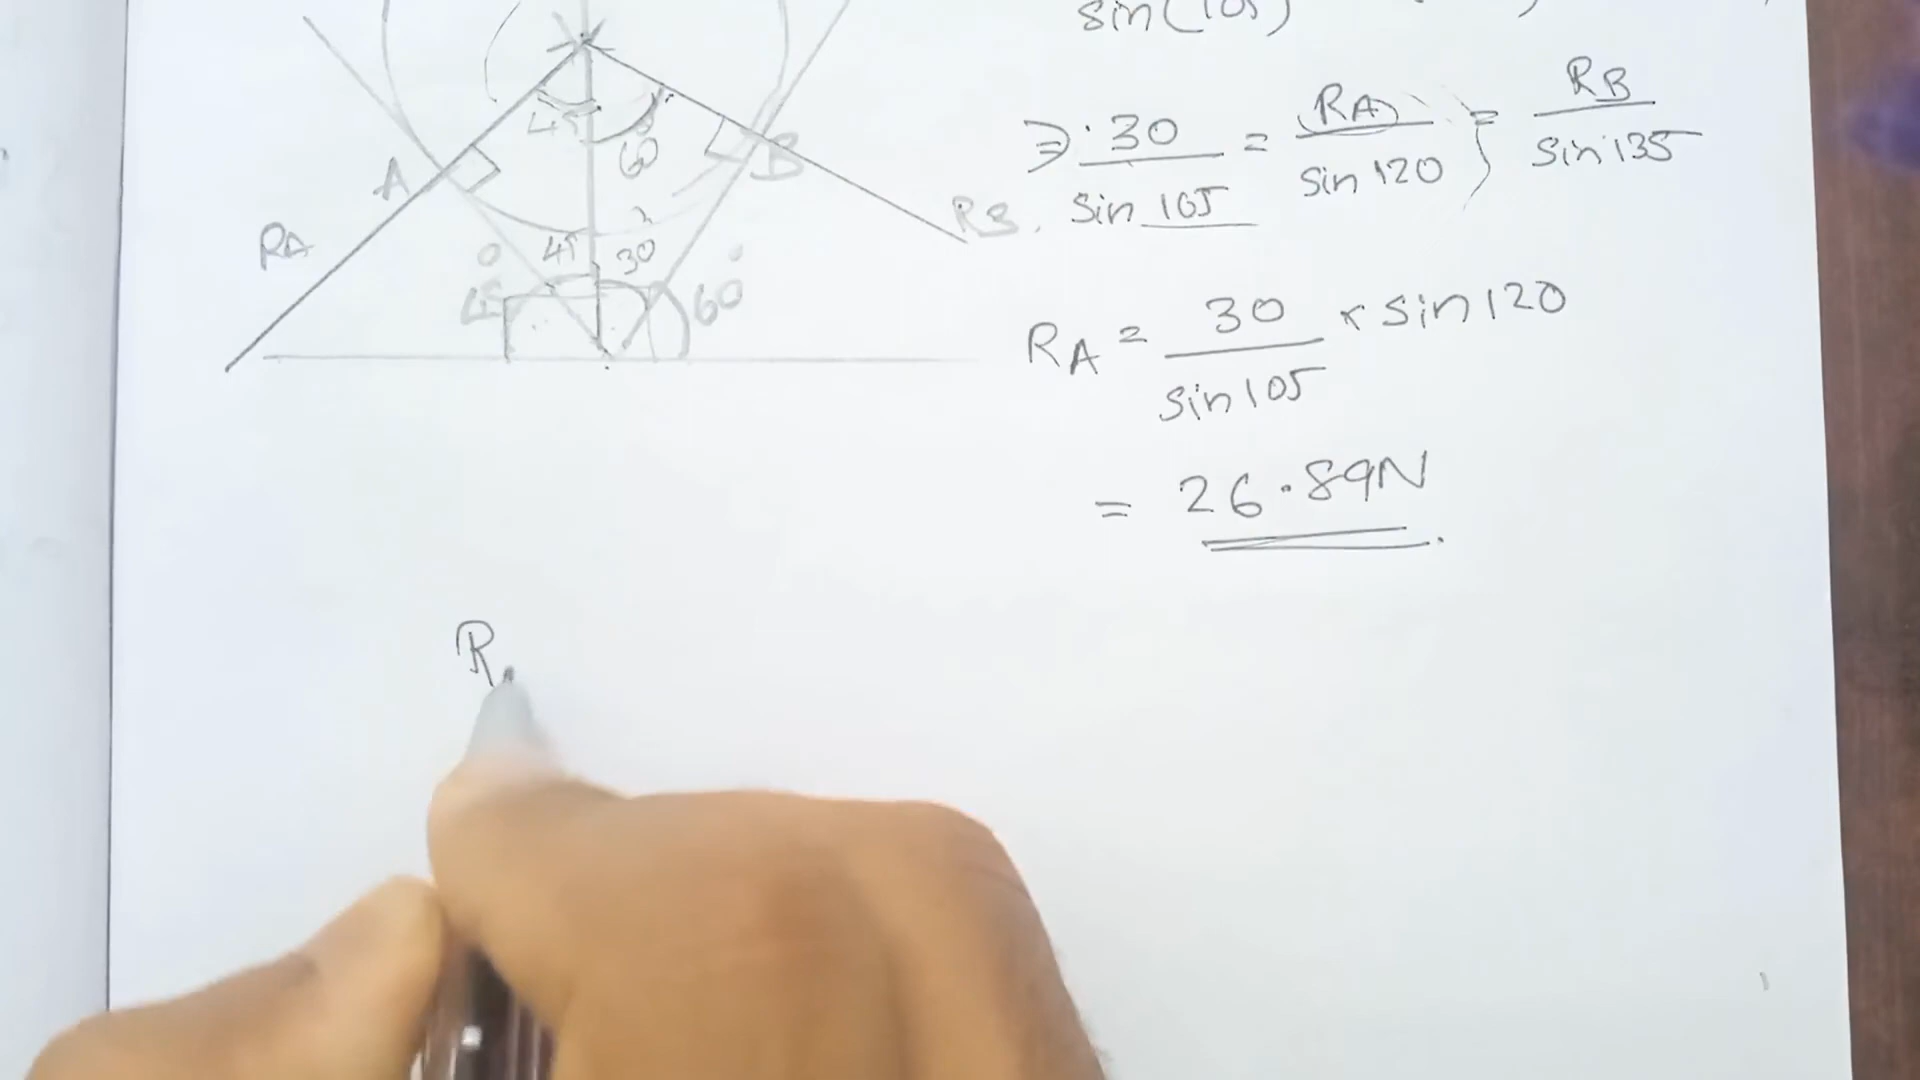 sin(105)
⇒ 30 / sin 105 = RA / sin 120 = RB / sin 135
45
60
A
B
RA
RB
45 30
45° 60°
RA = 30 / sin 105 × sin 120
= 26.89N
R